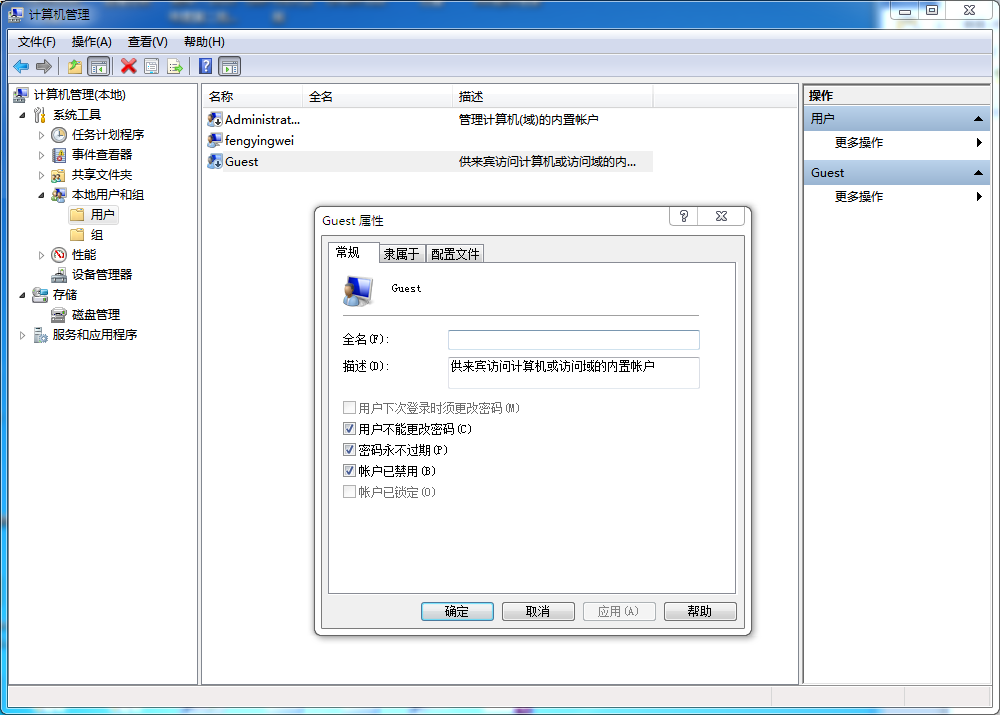 计算机管理
文件(F) 操作(A) 查看(V) 帮助(H)
计算机管理(本地)
系统工具
任务计划程序
事件查看器
共享文件夹
本地用户和组
用户
组
性能
设备管理器
存储
磁盘管理
服务和应用程序
名称 全名 描述
Administrat... 管理计算机(域)的内置帐户
fengyingwei
Guest 供来宾访问计算机或访问域的内...
操作
用户
更多操作
Guest
更多操作
Guest 属性
常规 隶属于 配置文件
Guest
全名(F):
描述(D): 供来宾访问计算机或访问域的内置帐户
用户下次登录时须更改密码(M)
用户不能更改密码(C)
密码永不过期(P)
帐户已禁用(B)
帐户已锁定(O)
确定 取消 应用(A) 帮助